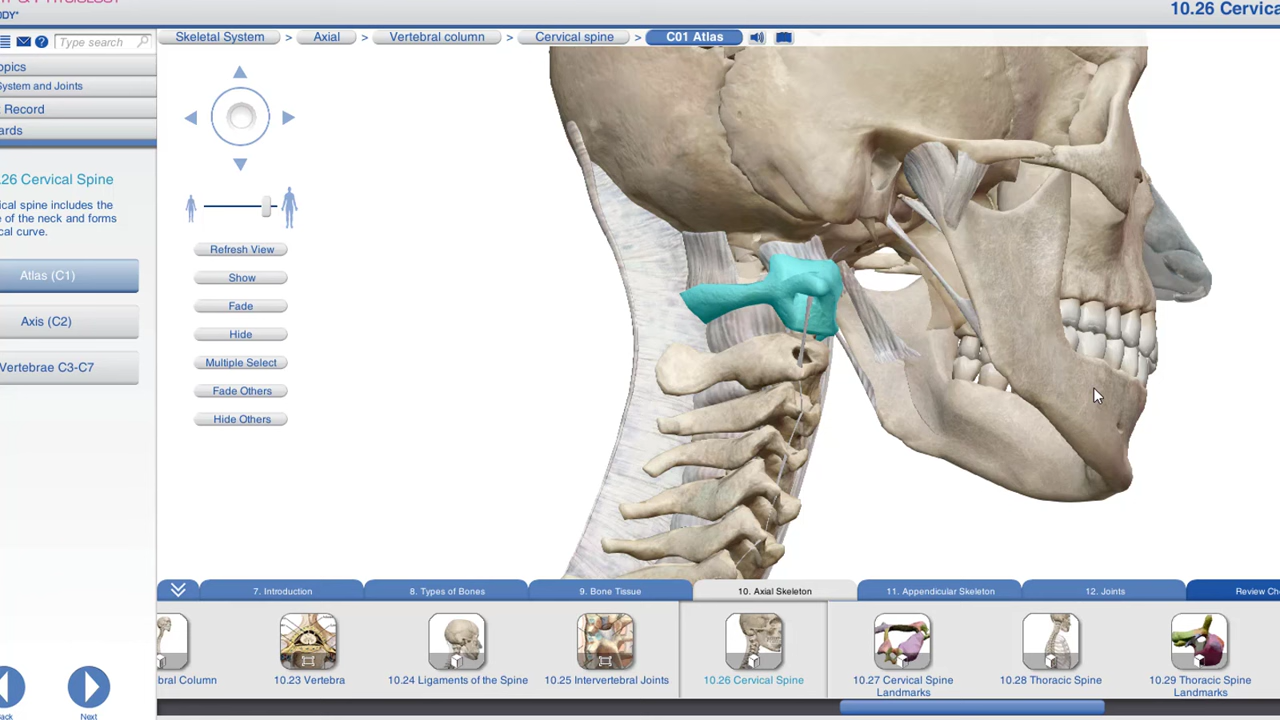 10.26 Cervica
ODY*
Type search
Skeletal System > Axial > Vertebral column > Cervical spine > C01 Atlas
opics
System and Joints
Record
ards
.26 Cervical Spine
ical spine includes the
e of the neck and forms
cal curve.
Atlas (C1)
Axis (C2)
Vertebrae C3-C7
Refresh View
Show
Fade
Hide
Multiple Select
Fade Others
Hide Others
7. Introduction
8. Types of Bones
9. Bone Tissue
10. Axial Skeleton
11. Appendicular Skeleton
12. Joints
Review Che
bral Column
10.23 Vertebra
10.24 Ligaments of the Spine
10.25 Intervertebral Joints
10.26 Cervical Spine
10.27 Cervical Spine
Landmarks
10.28 Thoracic Spine
10.29 Thoracic Spine
Landmarks
Back
Next